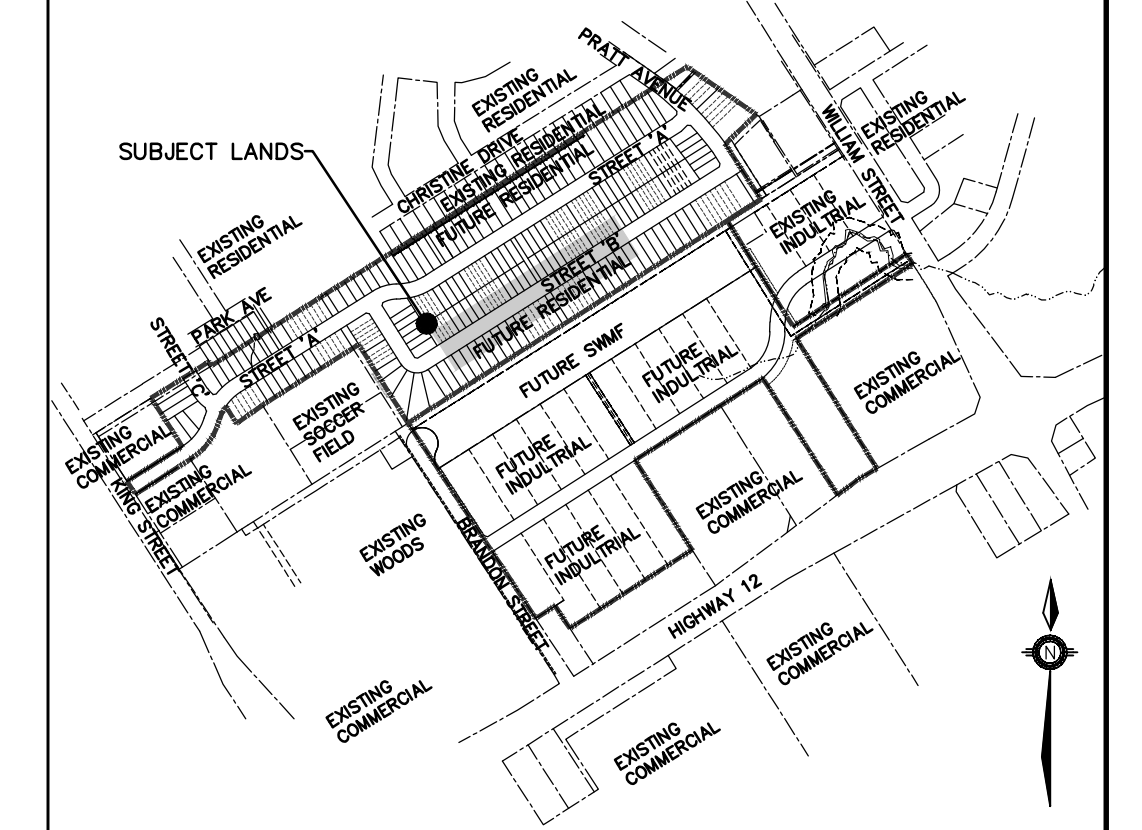 PRATT AVENUE
EXISTING
RESIDENTIAL
EXISTING
RESIDENTIAL
WILLIAM STREET
SUBJECT LANDS
CHRISTINE DRIVE
EXISTING RESIDENTIAL
FUTURE RESIDENTIAL
STREET 'A'
EXISTING
RESIDENTIAL
EXISTING
INDULTRIAL
STREET 'B'
FUTURE RESIDENTIAL
PARK AVE
STREET 'C'
STREET 'A'
FUTURE SWMF
FUTURE
INDULTRIAL
EXISTING
COMMERCIAL
EXISTING
SOCCER
FIELD
EXISTING
COMMERCIAL
EXISTING
COMMERCIAL
KING STREET
FUTURE
INDULTRIAL
EXISTING
COMMERCIAL
EXISTING
WOODS
BRANDON STREET
FUTURE
INDULTRIAL
HIGHWAY 12
EXISTING
COMMERCIAL
N
EXISTING
COMMERCIAL
EXISTING
COMMERCIAL